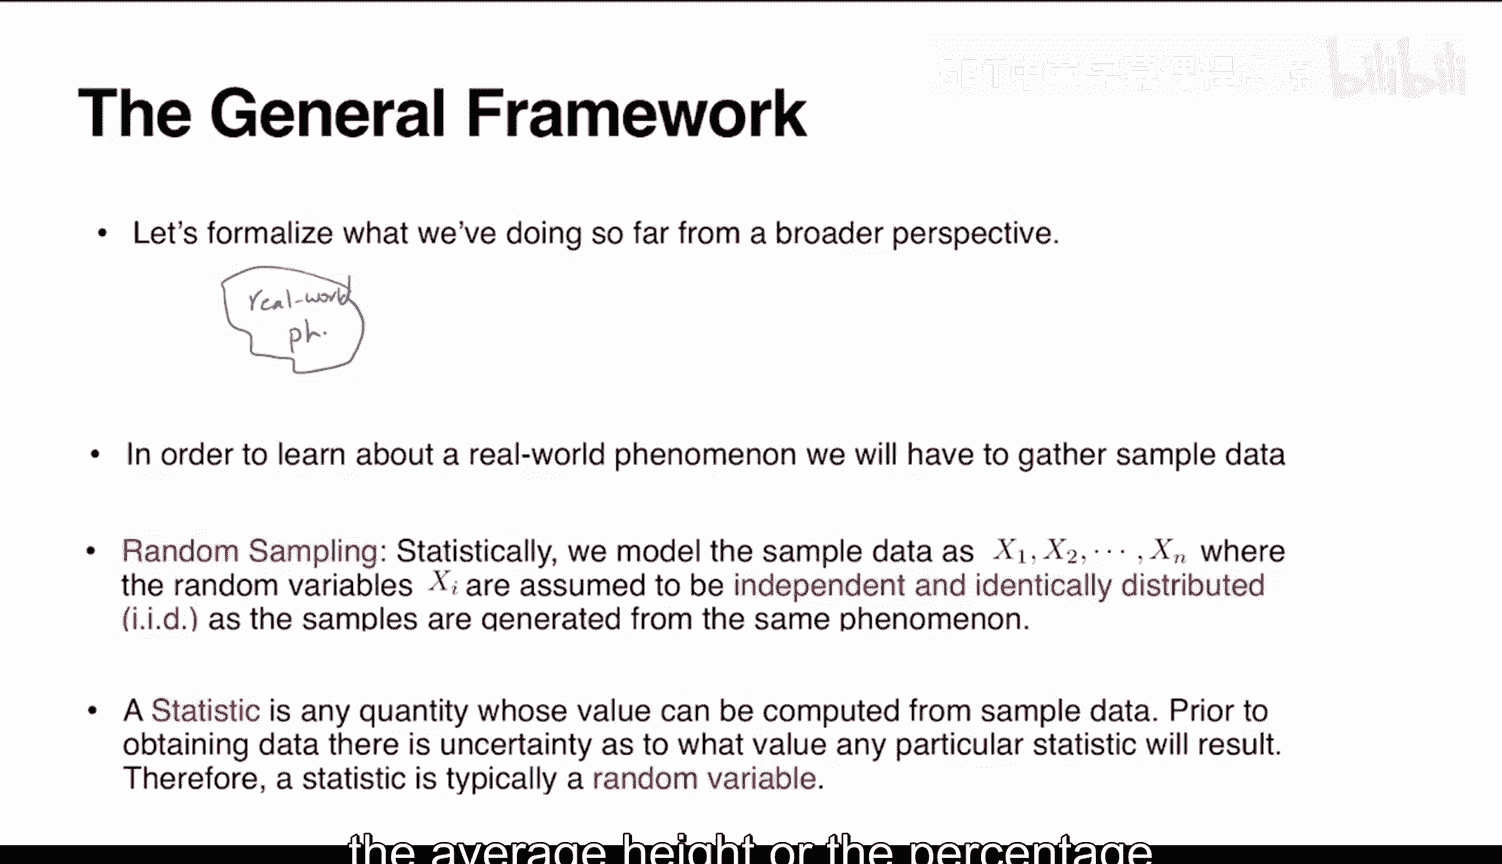 The General Framework
bilibili
• Let's formalize what we've doing so far from a broader perspective.
real-world
ph.
• In order to learn about a real-world phenomenon we will have to gather sample data
• Random Sampling: Statistically, we model the sample data as X₁, X₂, ⋯ , Xₙ where
the random variables Xᵢ are assumed to be independent and identically distributed
(i.i.d.) as the samples are generated from the same phenomenon.
• A Statistic is any quantity whose value can be computed from sample data. Prior to
obtaining data there is uncertainty as to what value any particular statistic will result.
Therefore, a statistic is typically a random variable.
the average height or the percentage